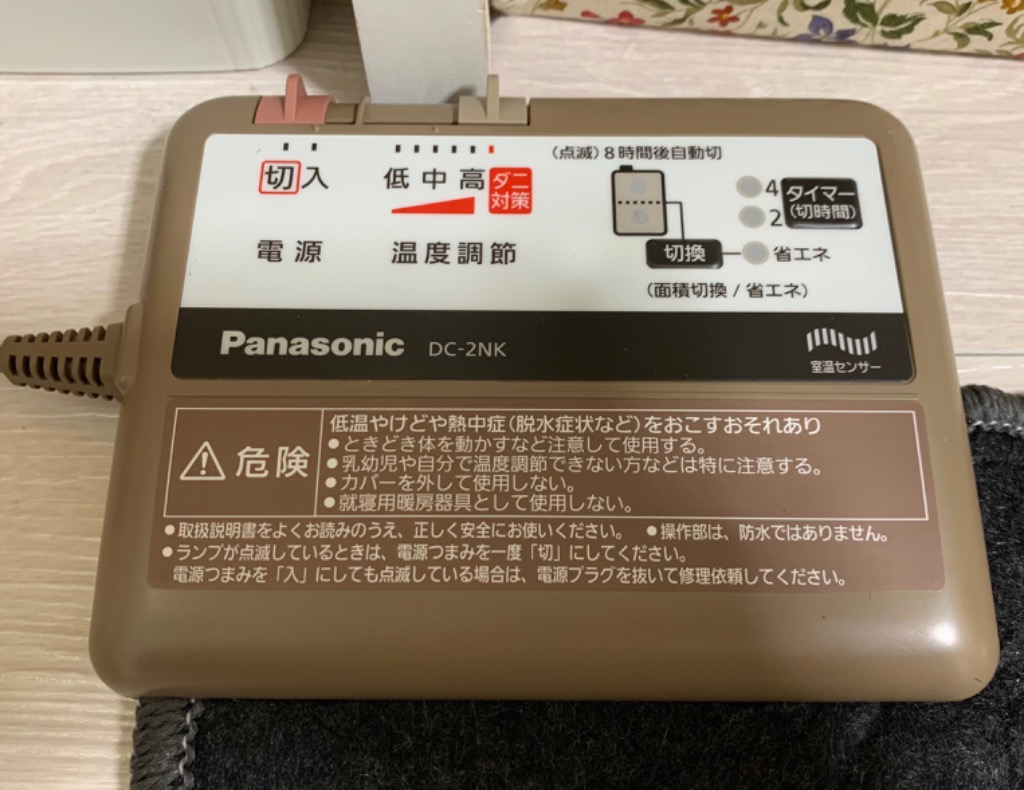 切 入
低 中 高 ダニ対策
電源
温度調節
(点滅)8時間後自動切
4
2
タイマー
(切時間)
切換
省エネ
(面積切換 / 省エネ)
Panasonic DC-2NK
室温センサー
危険
低温やけどや熱中症(脱水症状など)をおこすおそれあり
●ときどき体を動かすなど注意して使用する。
●乳幼児や自分で温度調節できない方などは特に注意する。
●カバーを外して使用しない。
●就寝用暖房器具として使用しない。
●取扱説明書をよくお読みのうえ、正しく安全にお使いください。 ●操作部は、防水ではありません。
●ランプが点滅しているときは、電源つまみを一度「切」にしてください。
電源つまみを「入」にしても点滅している場合は、電源プラグを抜いて修理依頼してください。